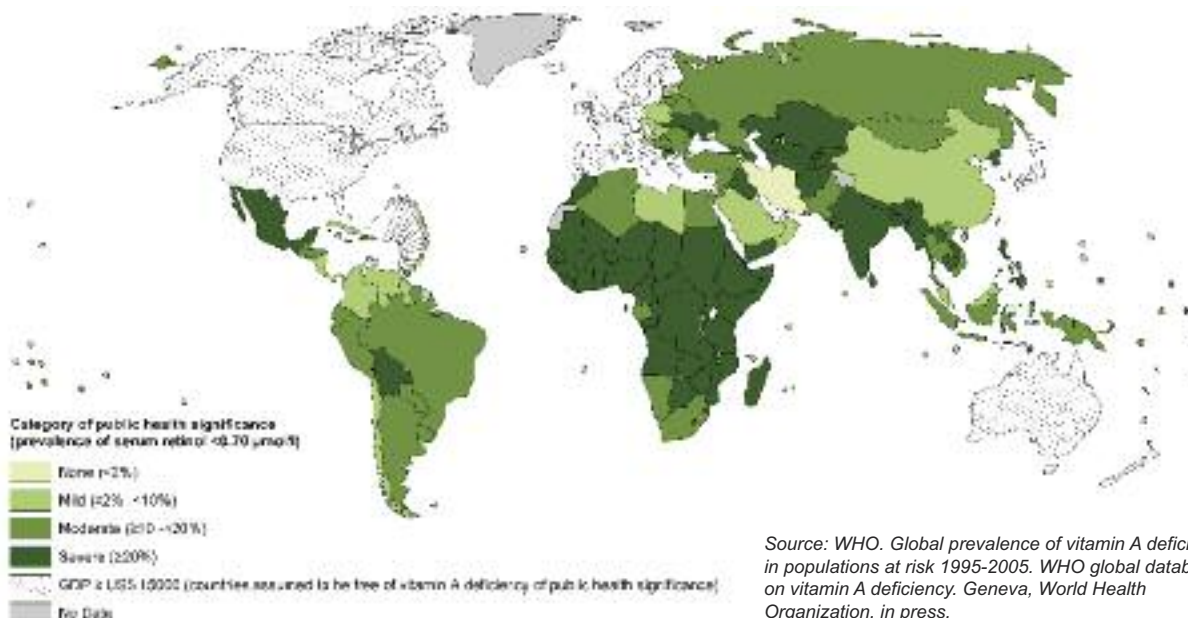 Category of public health significance
(prevalence of serum retinol <0.70 µmol/l)
None (<2%)
Mild (≥2% - <10%)
Moderate (≥10 - <20%)
Severe (≥20%)
GDP ≥ US$ 15000 (countries assumed to be free of vitamin A deficiency of public health significance)
No Data
Source: WHO. Global prevalence of vitamin A defici
in populations at risk 1995-2005. WHO global datab
on vitamin A deficiency. Geneva, World Health
Organization, in press.